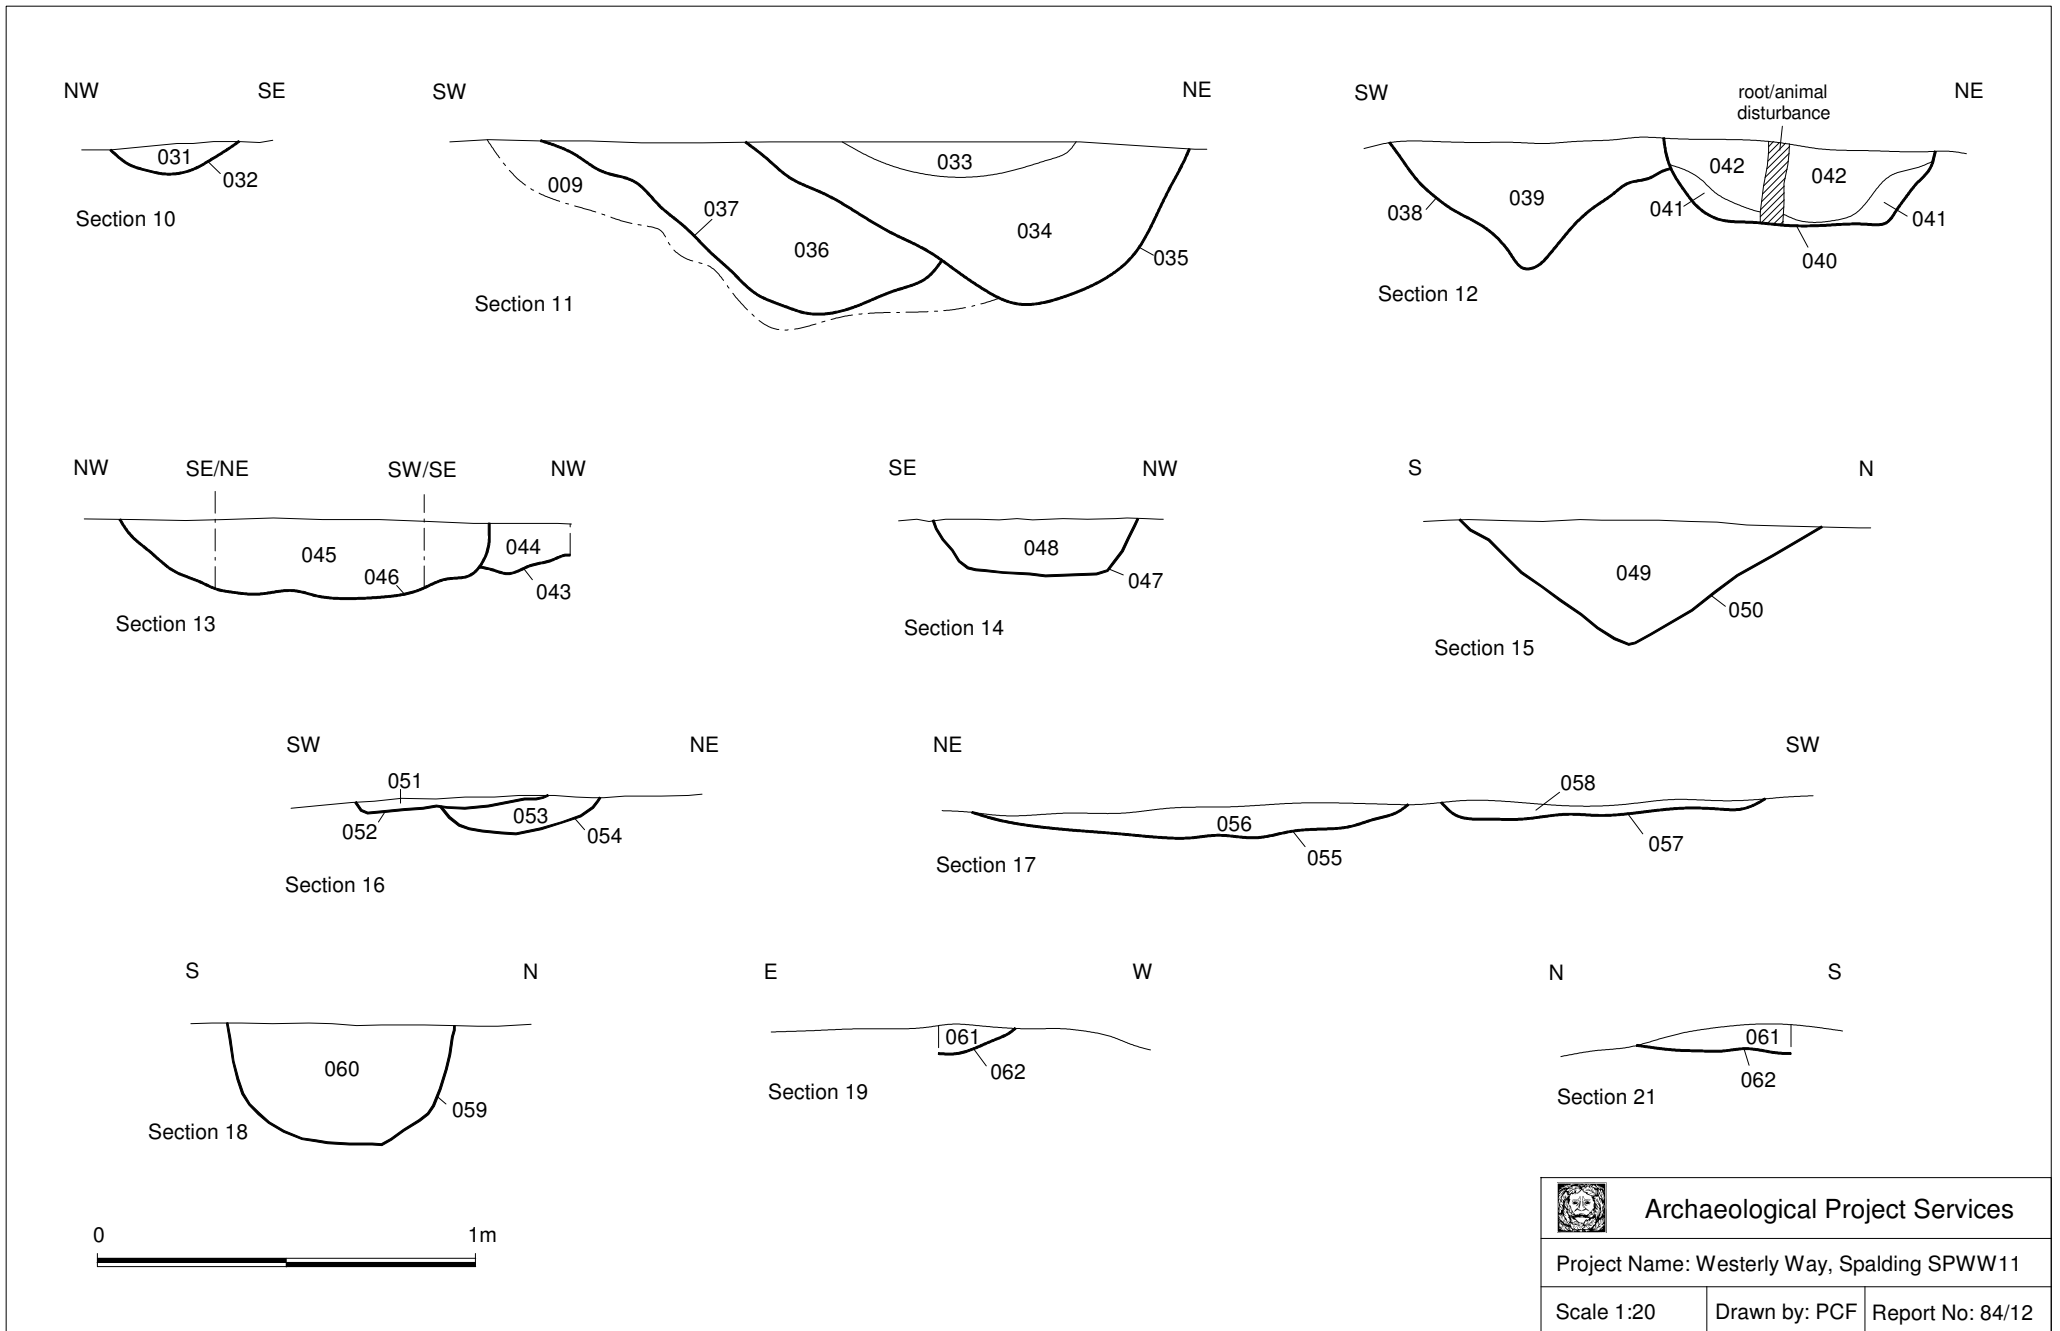 NW SE
031
032
Section 10
SW NE
033
009
037
034
036
035
Section 11
SW NE
root/animal
disturbance
042
042
039
038
041
041
040
Section 12
NW SE/NE SW/SE NW
045
044
046
043
Section 13
SE NW
048
047
Section 14
S N
049
050
Section 15
SW NE
051
053
052
054
Section 16
NE SW
058
056
057
055
Section 17
S N
060
059
Section 18
E W
061
062
Section 19
N S
061
062
Section 21
0 1m
Archaeological Project Services
Project Name: Westerly Way, Spalding SPWW11
Scale 1:20 Drawn by: PCF Report No: 84/12